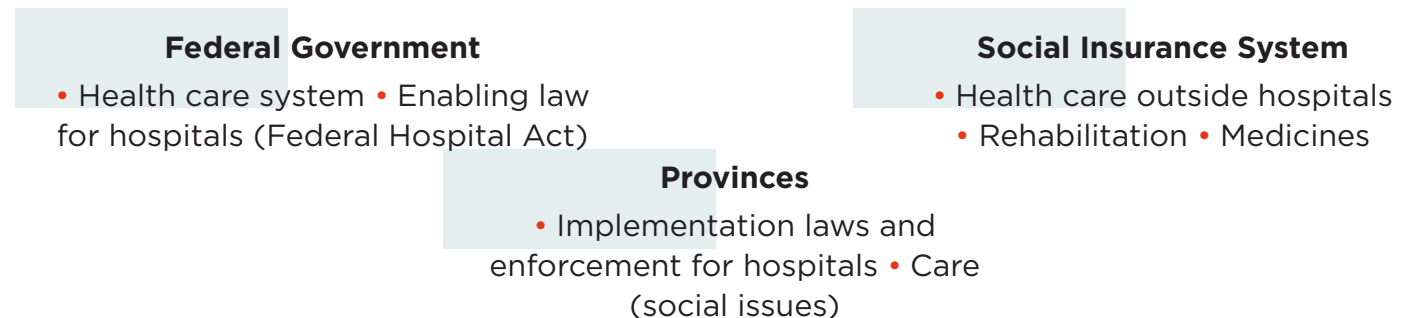 Federal Government
• Health care system • Enabling law
for hospitals (Federal Hospital Act)
Social Insurance System
• Health care outside hospitals
• Rehabilitation • Medicines
Provinces
• Implementation laws and
enforcement for hospitals • Care
(social issues)